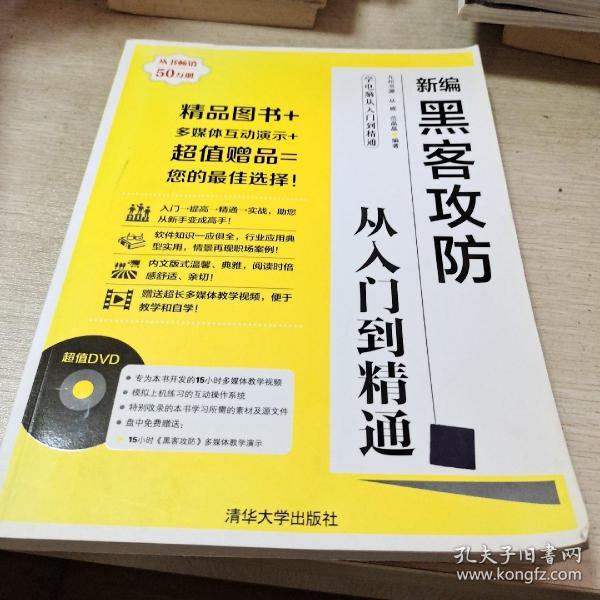 丛书畅销
50万册
精品图书+
多媒体互动演示+
超值赠品=
您的最佳选择！
入门→提高→精通→实战，助您
从新手变成高手！
软件知识一应俱全，行业应用典
型实用，情景再现职场案例！
内文版式温馨、典雅，阅读时倍
感舒适、亲切！
赠送超长多媒体教学视频，便于
教学和自学！
超值DVD
专为本书开发的15小时多媒体教学视频
模拟上机练习的互动操作系统
特别收录的本书学习所需的素材及源文件
盘中免费赠送：
15小时《黑客攻防》多媒体教学演示
新编
黑客攻防
从入门到精通
学电脑从入门到精通
九州书源 丛威 范晶晶 编著
清华大学出版社
孔夫子旧书网
www.kongfz.com